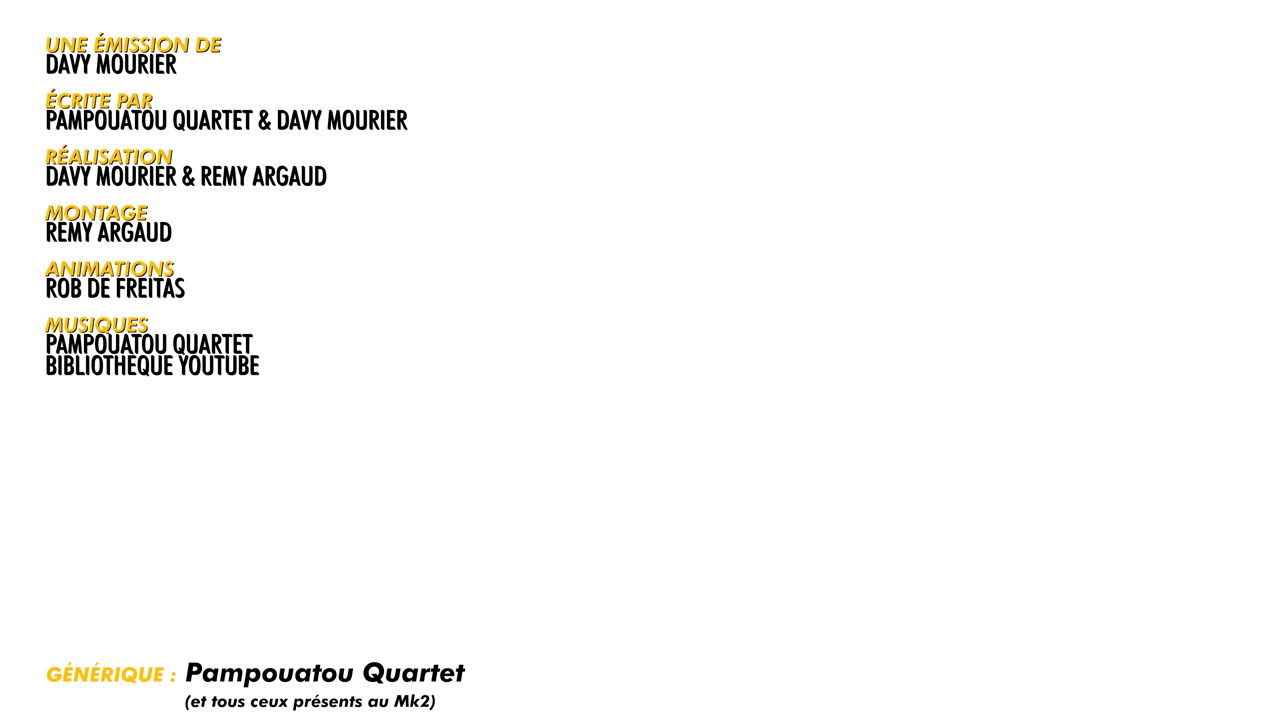 UNE ÉMISSION DE
DAVY MOURIER
ÉCRITE PAR
PAMPOUATOU QUARTET & DAVY MOURIER
RÉALISATION
DAVY MOURIER & REMY ARGAUD
MONTAGE
REMY ARGAUD
ANIMATIONS
ROB DE FREITAS
MUSIQUES
PAMPOUATOU QUARTET
BIBLIOTHÈQUE YOUTUBE
GÉNÉRIQUE : Pampouatou Quartet
(et tous ceux présents au Mk2)